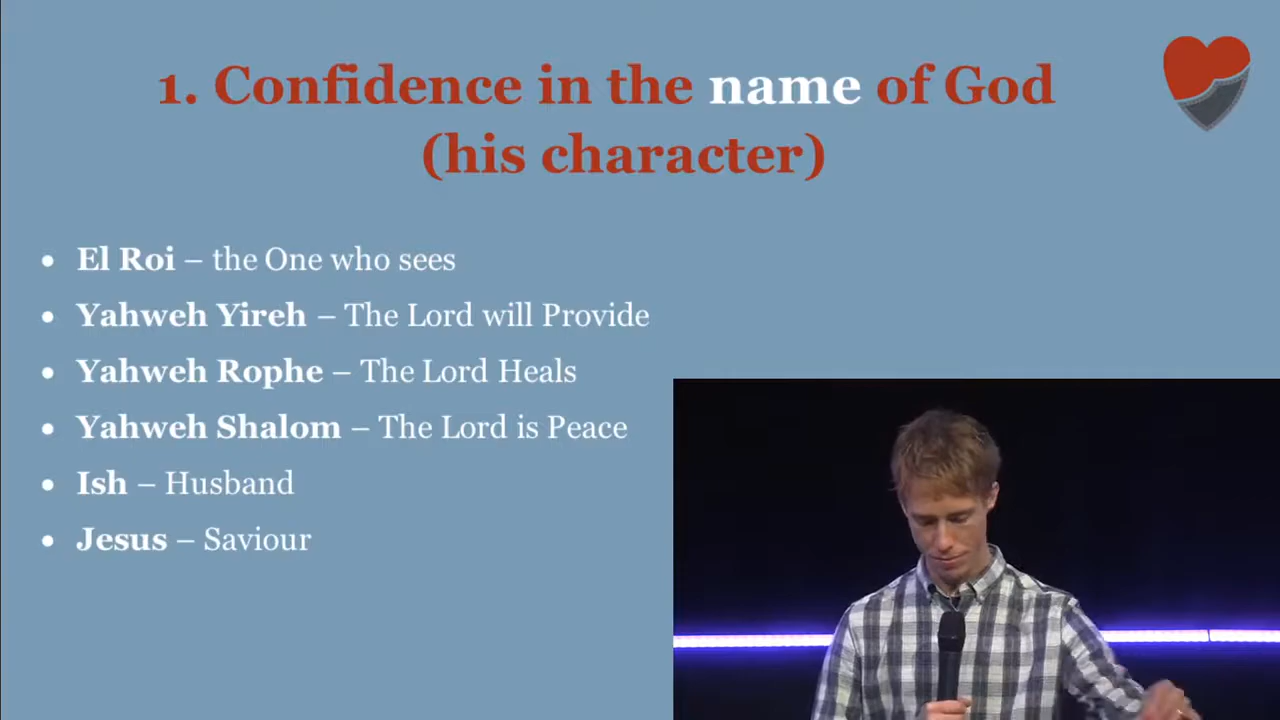 1. Confidence in the name of God
(his character)
• El Roi – the One who sees
• Yahweh Yireh – The Lord will Provide
• Yahweh Rophe – The Lord Heals
• Yahweh Shalom – The Lord is Peace
• Ish – Husband
• Jesus – Saviour